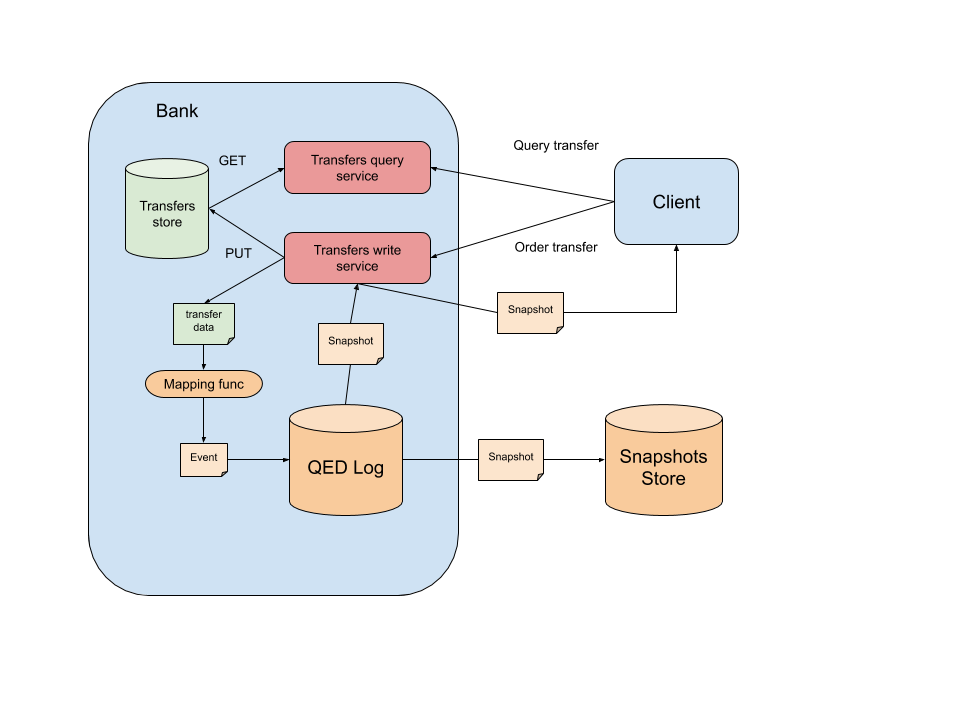 Bank
Query transfer
GET
Transfers query
service
Client
Transfers
store
Order transfer
PUT
Transfers write
service
transfer
data
Snapshot
Snapshot
Mapping func
Event
QED Log
Snapshot
Snapshots
Store